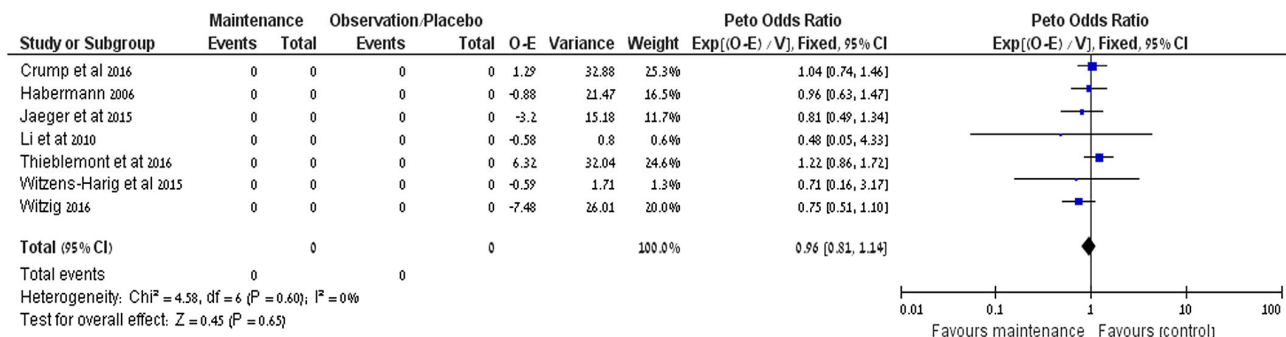 Maintenance Observation/Placebo Peto Odds Ratio Peto Odds Ratio
Study or Subgroup Events Total Events Total O-E Variance Weight Exp[(O-E) / V], Fixed, 95% CI Exp[(O-E) / V], Fixed, 95% CI
Crump et al 2016 0 0 0 0 1.29 32.88 25.3% 1.04 [0.74, 1.46]
Habermann 2006 0 0 0 0 -0.88 21.47 16.5% 0.96 [0.63, 1.47]
Jaeger et at 2015 0 0 0 0 -3.2 15.18 11.7% 0.81 [0.49, 1.34]
Li et at 2010 0 0 0 0 -0.58 0.8 0.6% 0.48 [0.05, 4.33]
Thieblemont et at 2016 0 0 0 0 6.32 32.04 24.6% 1.22 [0.86, 1.72]
Witzens-Harig et al 2015 0 0 0 0 -0.59 1.71 1.3% 0.71 [0.16, 3.17]
Witzig 2016 0 0 0 0 -7.48 26.01 20.0% 0.75 [0.51, 1.10]
Total (95% CI) 0 0 100.0% 0.96 [0.81, 1.14]
Total events 0 0
Heterogeneity: Chi² = 4.58, df = 6 (P = 0.60); I² = 0%
Test for overall effect: Z = 0.45 (P = 0.65)
0.01 0.1 1 10 100
Favours maintenance Favours [control]